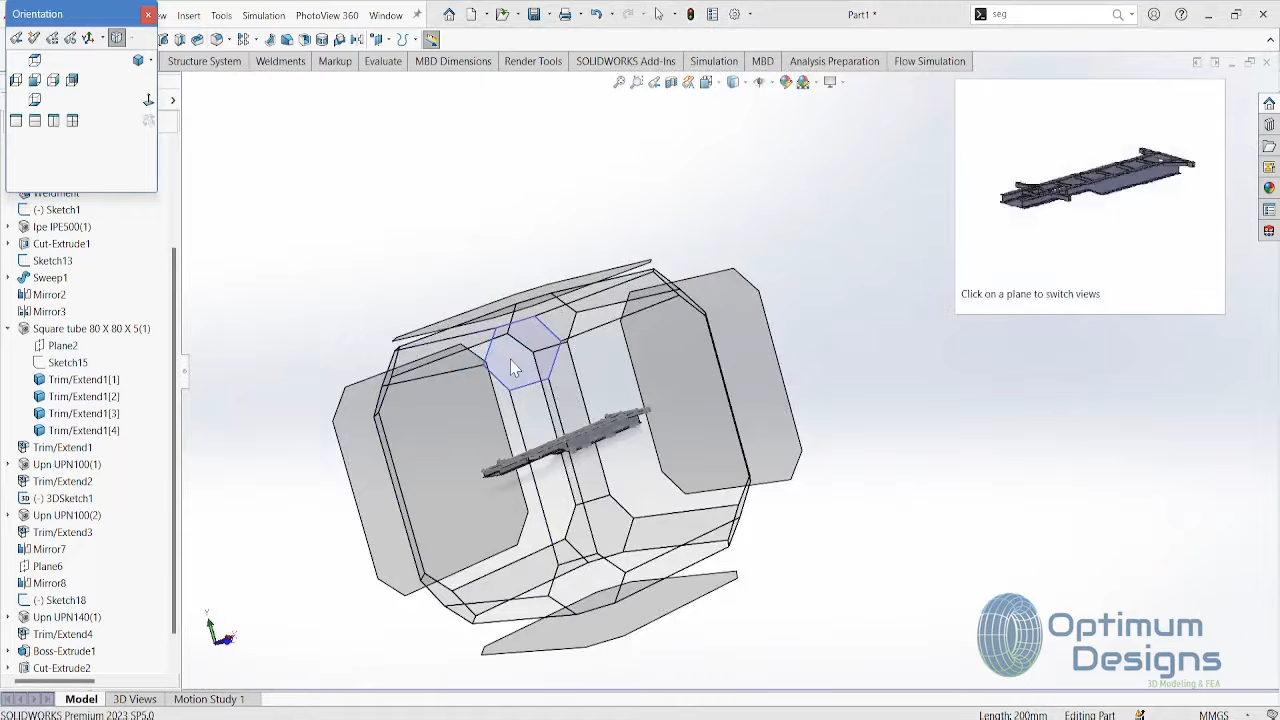 Orientation
Insert Tools Simulation PhotoView 360 Window
Part1 *
seg
Structure System Weldments Markup Evaluate MBD Dimensions Render Tools SOLIDWORKS Add-Ins Simulation MBD Analysis Preparation Flow Simulation
Weldment
(-) Sketch1
Ipe IPE500(1)
Cut-Extrude1
Sketch13
Sweep1
Mirror2
Mirror3
Square tube 80 X 80 X 5(1)
Plane2
Sketch15
Trim/Extend1[1]
Trim/Extend1[2]
Trim/Extend1[3]
Trim/Extend1[4]
Trim/Extend1
Upn UPN100(1)
Trim/Extend2
(-) 3DSketch1
Upn UPN100(2)
Trim/Extend3
Mirror7
Plane6
Mirror8
(-) Sketch18
Upn UPN140(1)
Trim/Extend4
Boss-Extrude1
Cut-Extrude2
Click on a plane to switch views
Y
Optimum
Designs
3D Modeling & FEA
Model 3D Views Motion Study 1
SOLIDWORKS Premium 2023 SP5.0
Length: 200mm Editing Part MMGS